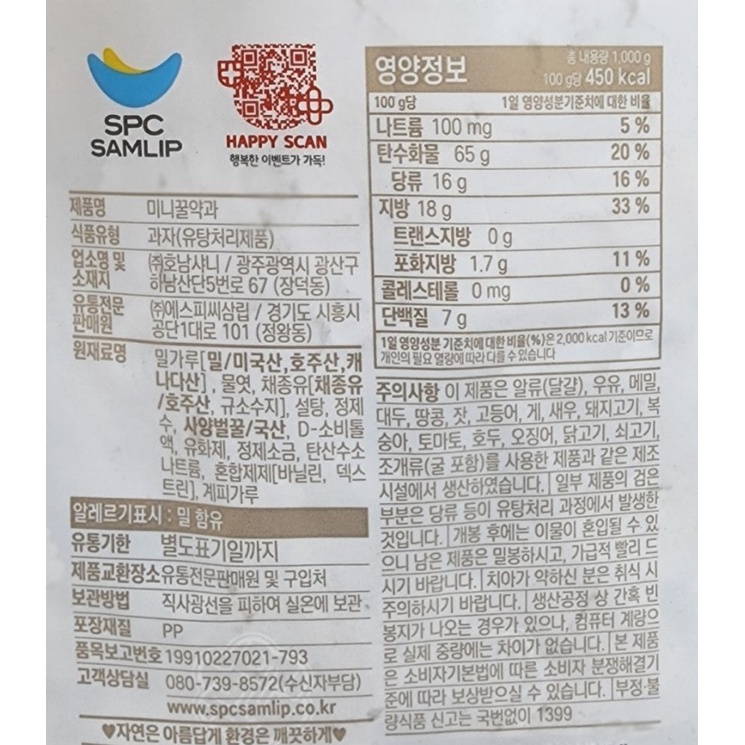 SPC
SAMLIP
HAPPY SCAN
행복한 이벤트가 가득!
제품명 미니꿀약과
식품유형 과자(유탕처리제품)
업소명 및 소재지 ㈜호남샤니 / 광주광역시 광산구
하남산단5번로 67 (장덕동)
유통전문판매원 ㈜에스피씨삼립 / 경기도 시흥시
공단1대로 101 (정왕동)
원재료명 밀가루[밀/미국산,호주산,캐
나다산], 물엿, 채종유[채종유
/호주산, 규소수지], 설탕, 정제
수, 사양벌꿀/국산, D-소비톨
액, 유화제, 정제소금, 탄산수소
나트륨, 혼합제제[바닐린, 덱스
트린], 계피가루
알레르기표시 : 밀 함유
유통기한 별도표기일까지
제품교환장소 유통전문판매원 및 구입처
보관방법 직사광선을 피하여 실온에 보관
포장재질 PP
품목보고번호 19910227021-793
고객상담실 080-739-8572(수신자부담)
www.spcsamlip.co.kr
♥자연은 아름답게 환경은 깨끗하게♥
영양정보
총 내용량 1,000 g
100 g당 450 kcal
100 g당 1일 영양성분기준치에 대한 비율
나트륨 100 mg 5 %
탄수화물 65 g 20 %
당류 16 g 16 %
지방 18 g 33 %
트랜스지방 0 g
포화지방 1.7 g 11 %
콜레스테롤 0 mg 0 %
단백질 7 g 13 %
1일 영양성분 기준치에 대한 비율(%)은 2,000 kcal 기준이므로
개인의 필요 열량에 따라 다를 수 있습니다
주의사항 이 제품은 알류(달걀), 우유, 메밀,
대두, 땅콩, 잣, 고등어, 게, 새우, 돼지고기, 복
숭아, 토마토, 호두, 오징어, 닭고기, 쇠고기,
조개류(굴 포함)를 사용한 제품과 같은 제조
시설에서 생산하였습니다. | 일부 제품의 검은
부분은 당류 등이 유탕처리 과정에서 발생한
것입니다. | 개봉 후에는 이물이 혼입될 수 있
으니 남은 제품은 밀봉하시고, 가급적 빨리 드
시기 바랍니다. | 치아가 약하신 분은 취식 시
주의하시기 바랍니다. | 생산공정 상 간혹 빈
봉지가 나오는 경우가 있으나, 컴퓨터 계량으
로 실제 중량에는 차이가 없습니다. | 본 제품
은 소비자기본법에 따른 소비자 분쟁해결기
준에 따라 보상받으실 수 있습니다. | 부정·불
량식품 신고는 국번없이 1399